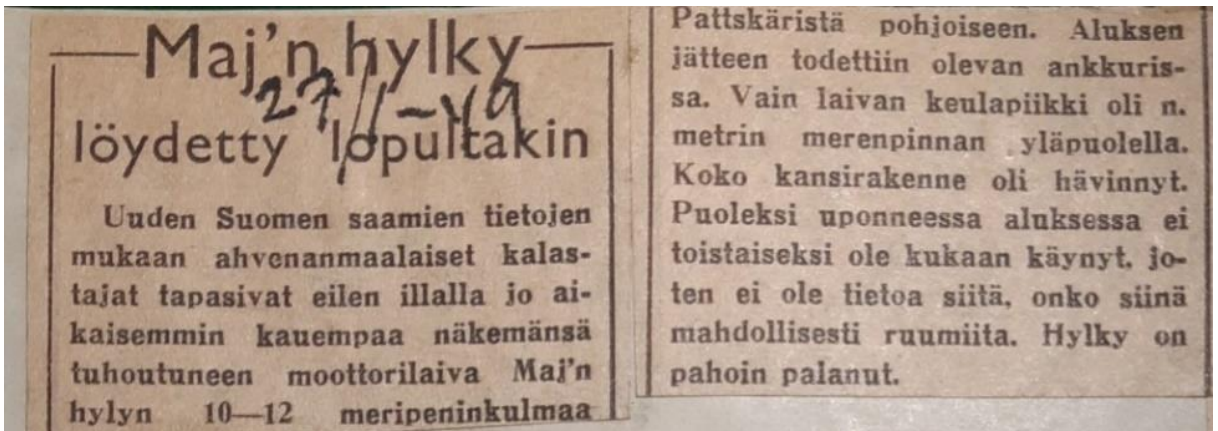 Maj'n hylky
27/11-49
löydetty lopultakin
Uuden Suomen saamien tietojen
mukaan ahvenanmaalaiset kalas-
tajat tapasivat eilen illalla jo ai-
kaisemmin kauempaa näkemänsä
tuhoutuneen moottorilaiva Maj'n
hylyn 10—12 meripeninkulmaa
Pattskäristä pohjoiseen. Aluksen
jätteen todettiin olevan ankkuris-
sa. Vain laivan keulapiikki oli n.
metrin merenpinnan yläpuolella.
Koko kansirakenne oli hävinnyt.
Puoleksi uponneessa aluksessa ei
toistaiseksi ole kukaan käynyt, jo-
ten ei ole tietoa siitä, onko siinä
mahdollisesti ruumiita. Hylky on
pahoin palanut.